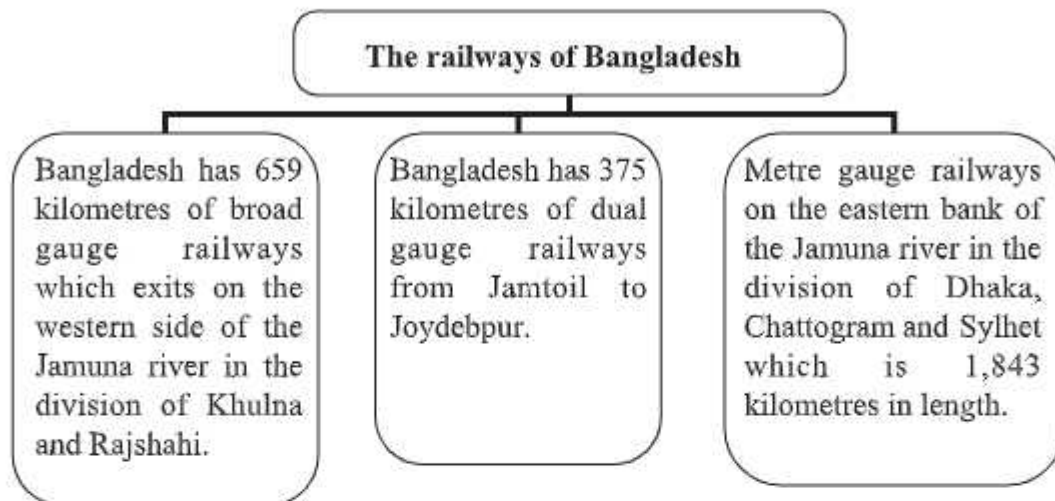 The railways of Bangladesh
Bangladesh has 659
kilometres of broad
gauge railways
which exits on the
western side of the
Jamuna river in the
division of Khulna
and Rajshahi.
Bangladesh has 375
kilometres of dual
gauge railways
from Jamtoil to
Joydebpur.
Metre gauge railways
on the eastern bank of
the Jamuna river in the
division of Dhaka,
Chattogram and Sylhet
which is 1,843
kilometres in length.